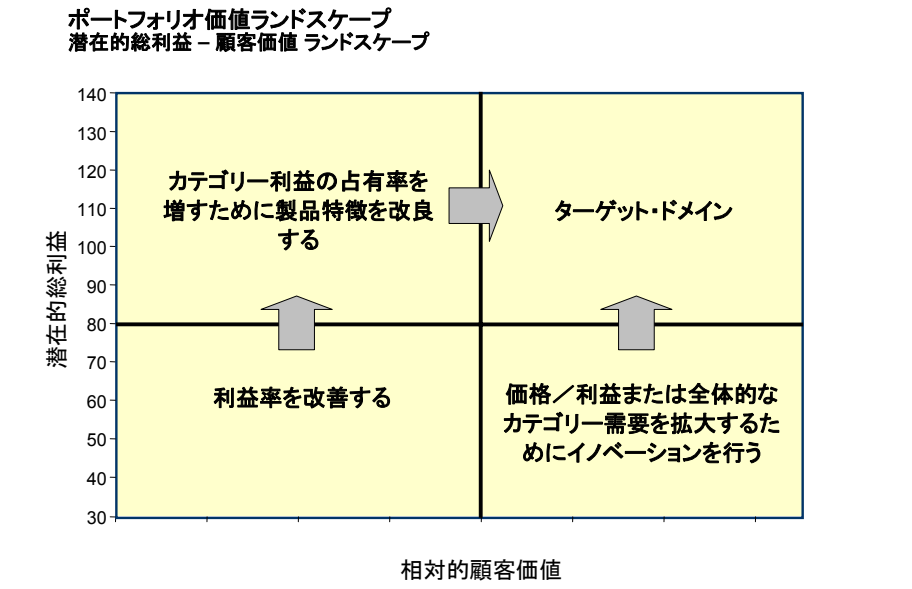 ポートフォリオ価値ランドスケープ
潜在的総利益 – 顧客価値 ランドスケープ
140
130
120
110
100
90
80
70
60
50
40
30
潜在的総利益
カテゴリー利益の占有率を
増すために製品特徴を改良
する
ターゲット・ドメイン
利益率を改善する
価格／利益または全体的な
カテゴリー需要を拡大するた
めにイノベーションを行う
相対的顧客価値